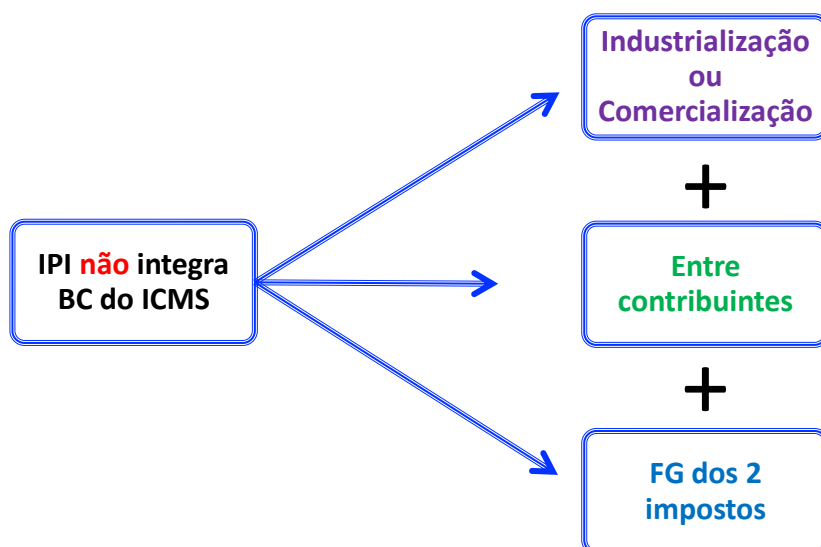 Industrialização
ou
Comercialização
+
IPI não integra
BC do ICMS
Entre
contribuintes
+
FG dos 2
impostos